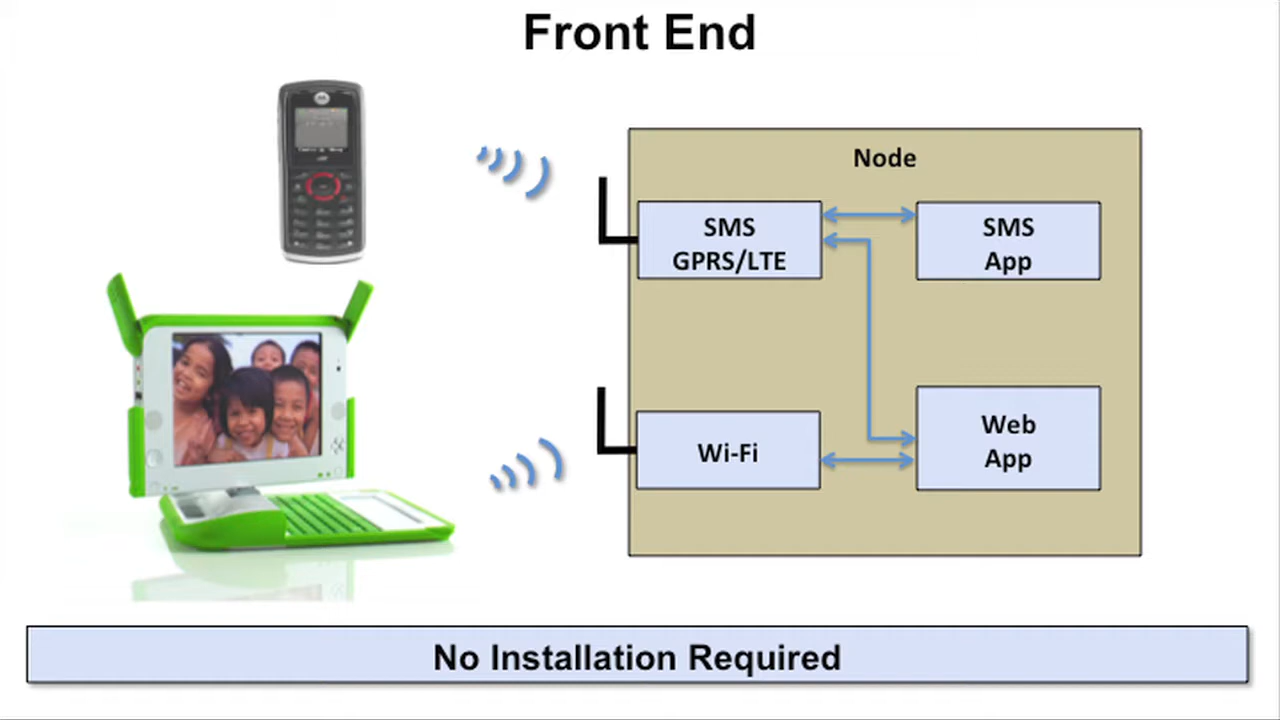 Front End
Node
SMS
GPRS/LTE
SMS
App
Wi-Fi
Web
App
No Installation Required